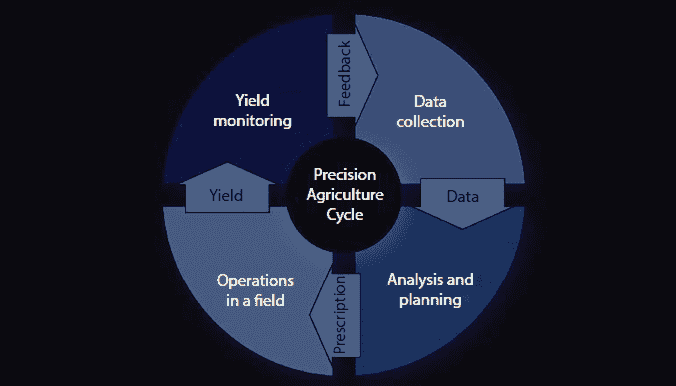 Yield
monitoring
Feedback
Data
collection
Precision
Agriculture
Cycle
Yield
Data
Operations
in a field
Prescription
Analysis and
planning